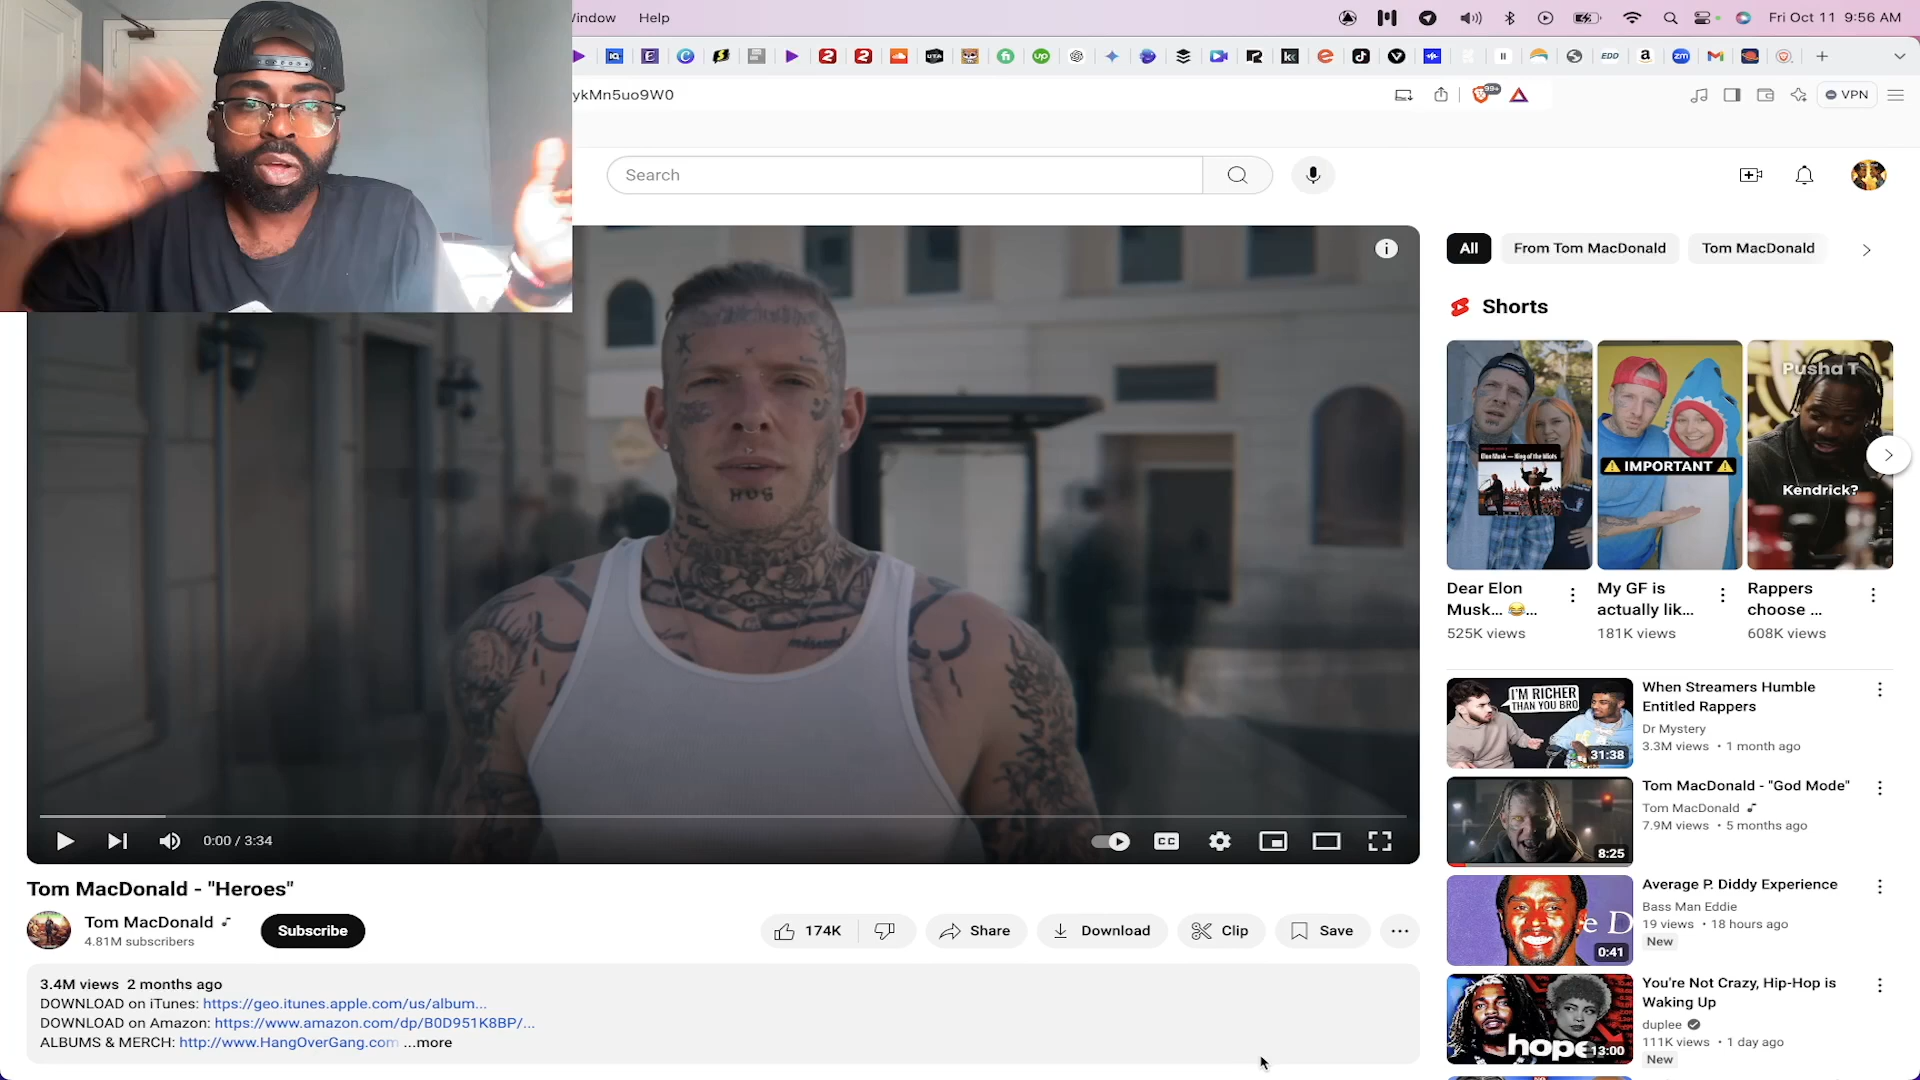 Window Help
Fri Oct 11 9:56 AM
ykMn5uo9W0
VPN
Search
All
From Tom MacDonald
Tom MacDonald
Shorts
HOG
Pusha T
Kendrick?
IMPORTANT
Elon Musk — King of the Idiots
Dear Elon
Musk... 😂...
525K views
My GF is
actually lik...
181K views
Rappers
choose ...
608K views
I'M RICHER
THAN YOU BRO
31:38
When Streamers Humble
Entitled Rappers
Dr Mystery
3.3M views • 1 month ago
8:25
Tom MacDonald - "God Mode"
Tom MacDonald
7.9M views • 5 months ago
e D
0:41
Average P. Diddy Experience
Bass Man Eddie
19 views • 18 hours ago
New
hope
13:00
You're Not Crazy, Hip-Hop is
Waking Up
duplee
111K views • 1 day ago
New
0:00 / 3:34
CC
Tom MacDonald - "Heroes"
Tom MacDonald
4.81M subscribers
Subscribe
174K
Share
Download
Clip
Save
3.4M views 2 months ago
DOWNLOAD on iTunes: https://geo.itunes.apple.com/us/album...
DOWNLOAD on Amazon: https://www.amazon.com/dp/B0D951K8BP/...
ALBUMS & MERCH: http://www.HangOverGang.com ...more